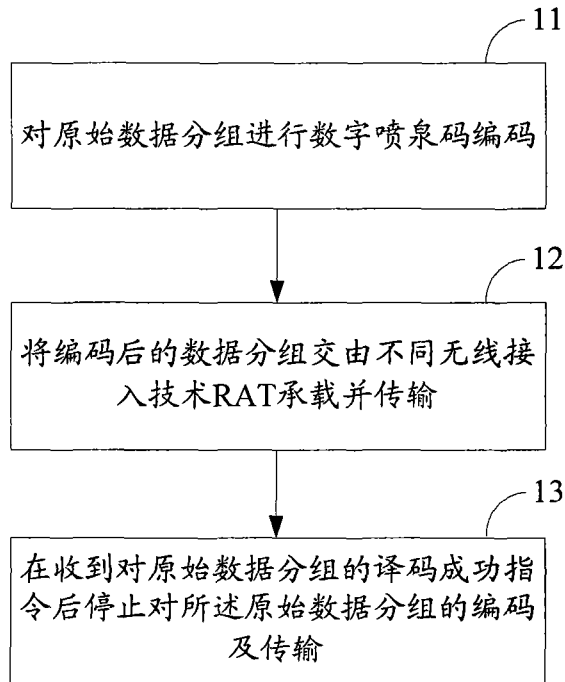 11
对原始数据分组进行数字喷泉码编码
12
将编码后的数据分组交由不同无线接
入技术RAT承载并传输
13
在收到对原始数据分组的译码成功指
令后停止对所述原始数据分组的编码
及传输